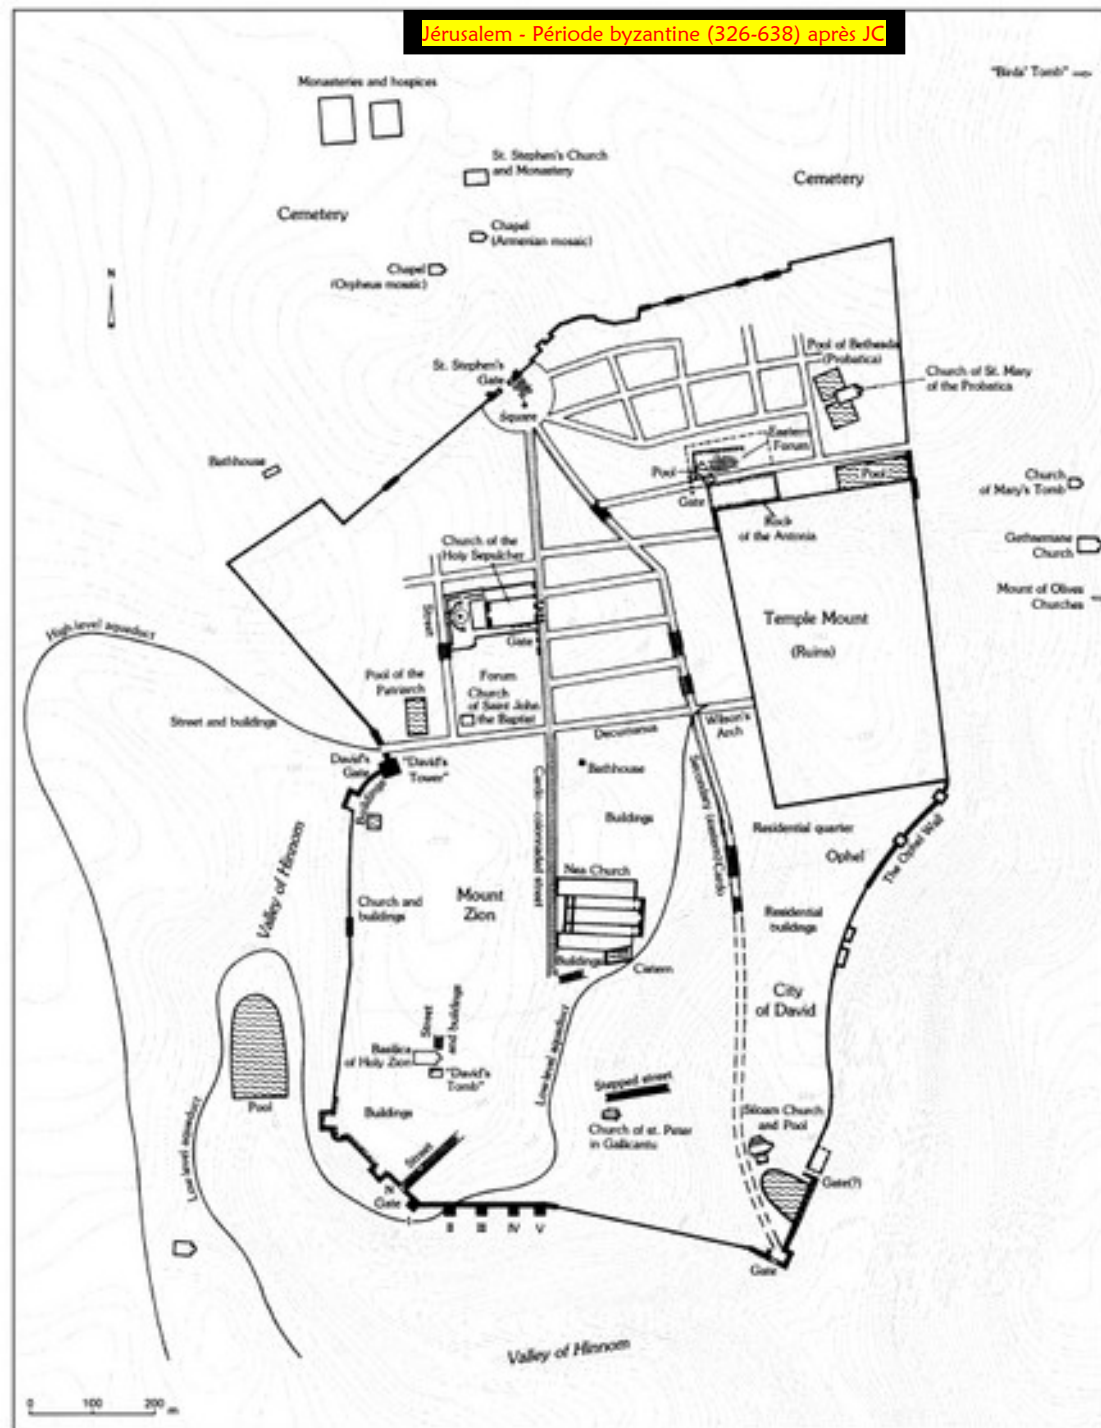 Jérusalem - Période byzantine (326-638) après JC
Monasteries and hospices
"Birds' Tomb"
St. Stephen's Church
and Monastery
Cemetery
Cemetery
Chapel
(Armenian mosaic)
Chapel
(Orpheus mosaic)
N
Pool of Bethesda
(Probatica)
St. Stephen's
Gate
Church of St. Mary
of the Probatica
Square
Eastern
Forum
Bathhouse
Pool
Pool
Gate
Church
of Mary's Tomb
Rock
of the Antonia
Church of the
Holy Sepulcher
Gethsemane
Church
Mount of Olives
Churches
Street
Temple Mount
(Ruins)
High-level aqueduct
Gate
Pool of the
Patriarch
Forum
Church
of Saint John
the Baptist
Street and buildings
Wilson's
Arch
Decumanus
David's
Gate
"David's
Tower"
Bathhouse
Cardo - colonnaded street
Secondary (eastern) Cardo
Buildings
Buildings
Residential quarter
Ophel
The Ophel Wall
Valley of Hinnom
Nea Church
Mount
Zion
Church and
buildings
Residential
buildings
Buildings
Cistern
City
of David
Street
and buildings
Basilica
of Holy Zion
"David's
Tomb"
Low-level aqueduct
Stepped street
Pool
Buildings
Siloam Church
and Pool
Church of st. Peter
in Gallicantu
Low-level aqueduct
Street
Gate(?)
N
Gate
I
II
III
IV
V
Gate
Valley of Hinnom
0 100 200 m